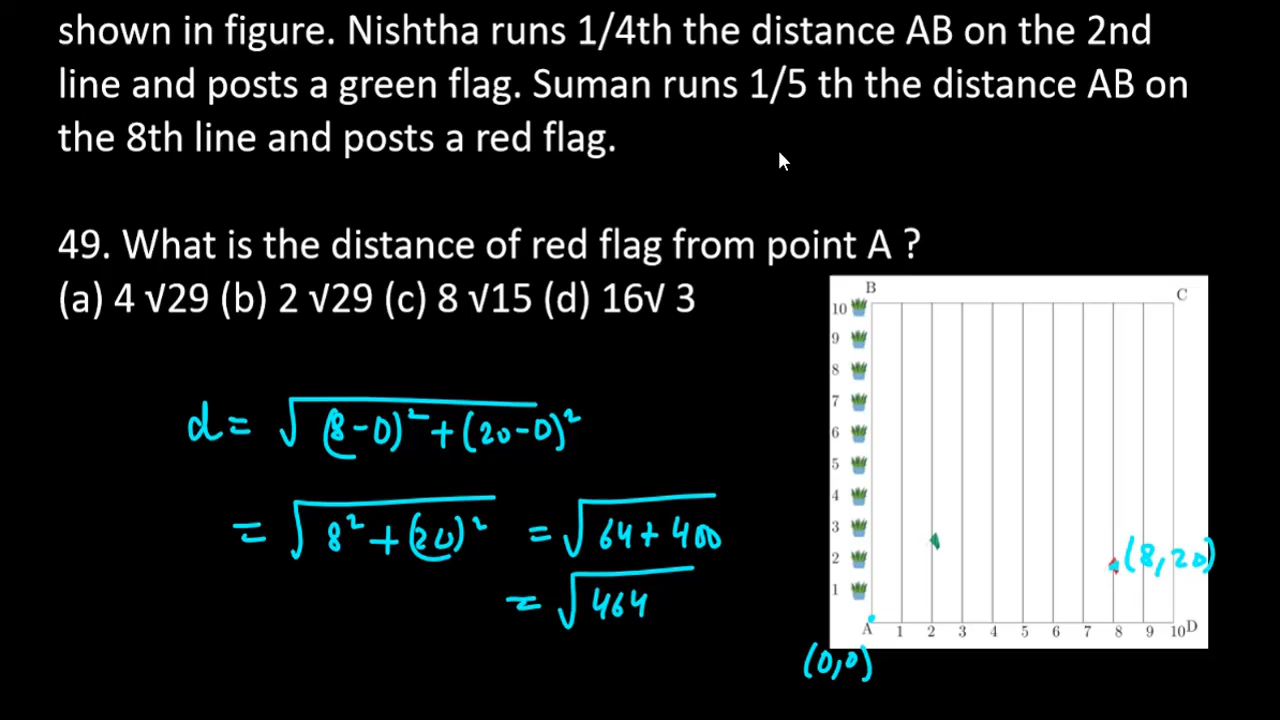 shown in figure. Nishtha runs 1/4th the distance AB on the 2nd
line and posts a green flag. Suman runs 1/5 th the distance AB on
the 8th line and posts a red flag.
49. What is the distance of red flag from point A ?
(a) 4 √29 (b) 2 √29 (c) 8 √15 (d) 16√ 3
d = √(8-0)² + (20-0)²
= √8² + (20)² = √64 + 400
= √464
B C
10
9
8
7
6
5
4
3
2 (8,20)
1
A 1 2 3 4 5 6 7 8 9 10 D
(0,0)